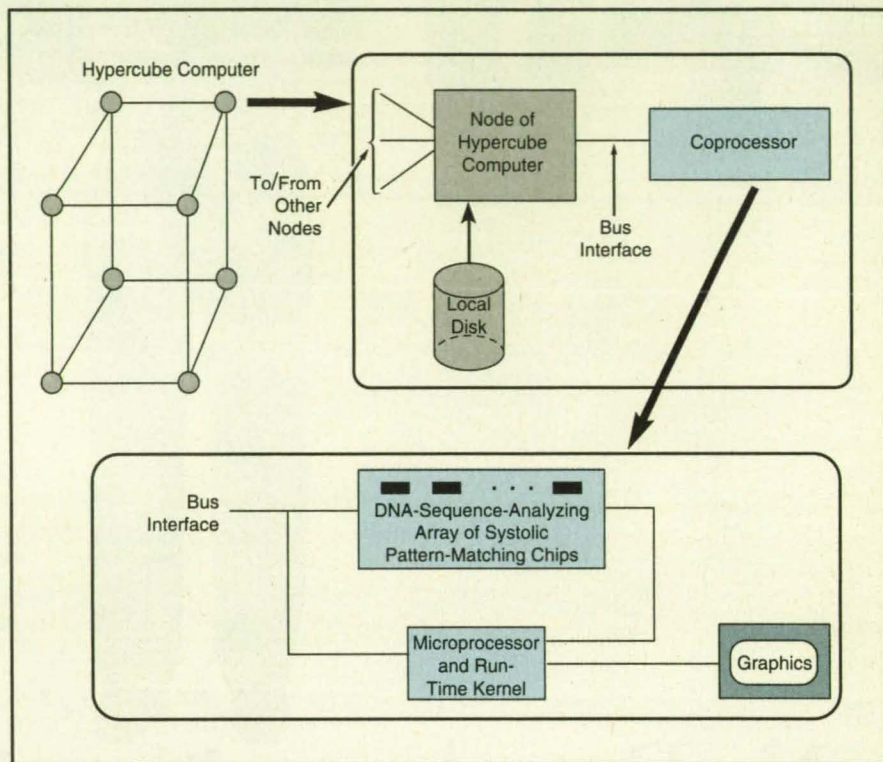 Hypercube Computer
Node of
Hypercube
Computer
Coprocessor
To/From
Other
Nodes
Bus
Interface
Local
Disk
Bus
Interface
DNA-Sequence-Analyzing
Array of Systolic
Pattern-Matching Chips
Microprocessor
and Run-
Time Kernel
Graphics